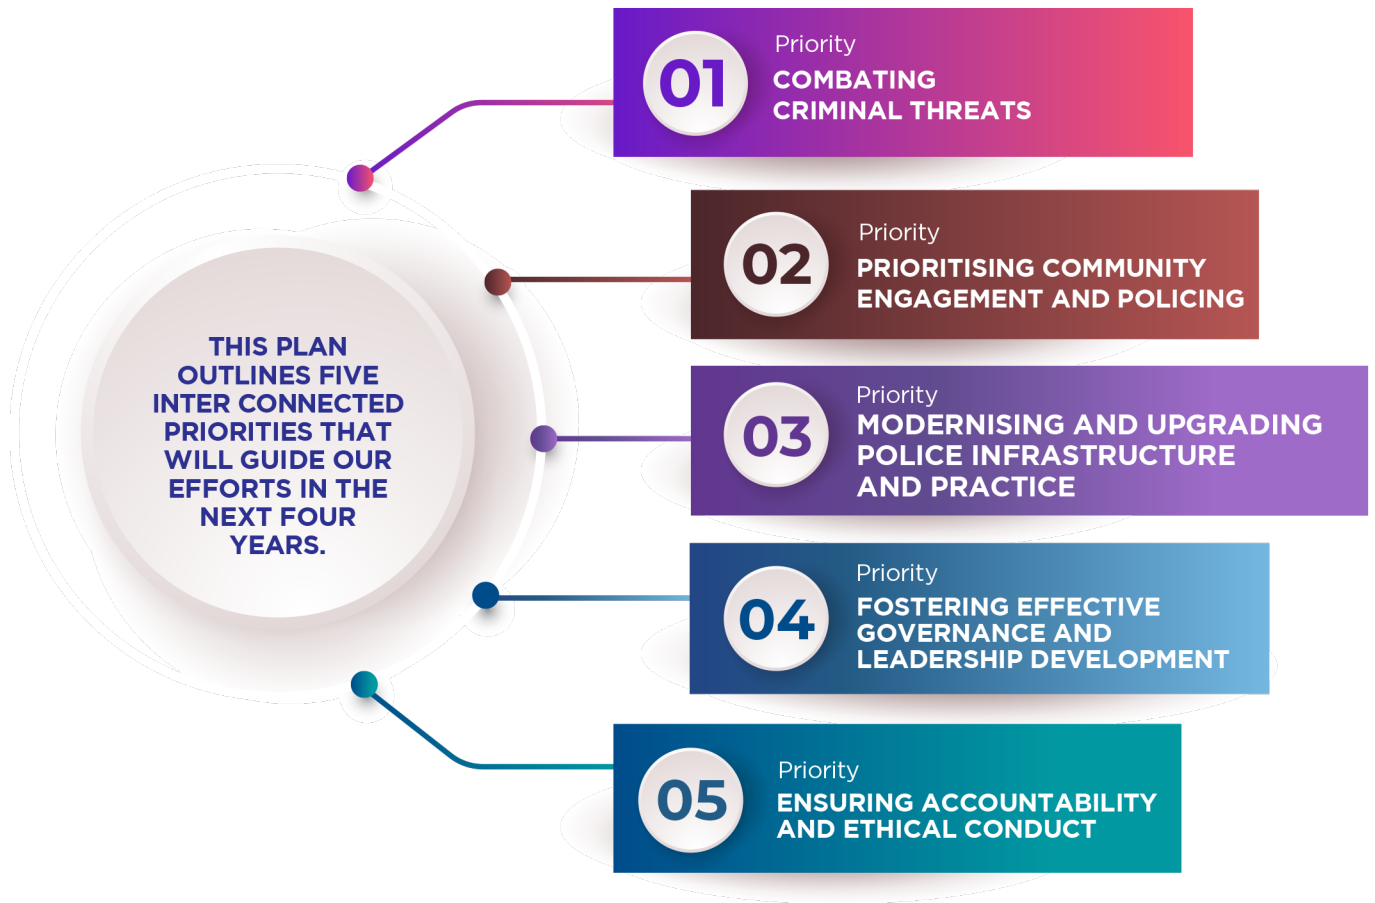 THIS PLAN
OUTLINES FIVE
INTER CONNECTED
PRIORITIES THAT
WILL GUIDE OUR
EFFORTS IN THE
NEXT FOUR
YEARS.
01
Priority
COMBATING
CRIMINAL THREATS
02
Priority
PRIORITISING COMMUNITY
ENGAGEMENT AND POLICING
03
Priority
MODERNISING AND UPGRADING
POLICE INFRASTRUCTURE
AND PRACTICE
04
Priority
FOSTERING EFFECTIVE
GOVERNANCE AND
LEADERSHIP DEVELOPMENT
05
Priority
ENSURING ACCOUNTABILITY
AND ETHICAL CONDUCT